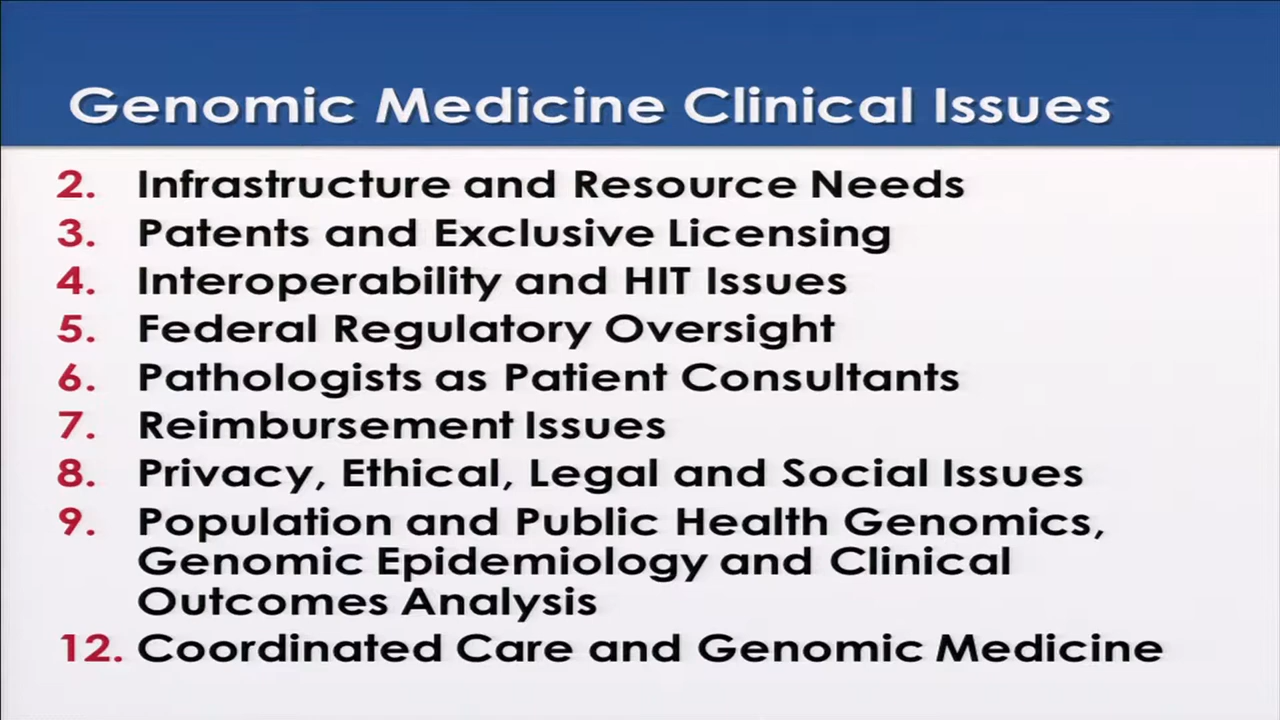 Genomic Medicine Clinical Issues
2. Infrastructure and Resource Needs
3. Patents and Exclusive Licensing
4. Interoperability and HIT Issues
5. Federal Regulatory Oversight
6. Pathologists as Patient Consultants
7. Reimbursement Issues
8. Privacy, Ethical, Legal and Social Issues
9. Population and Public Health Genomics,
Genomic Epidemiology and Clinical
Outcomes Analysis
12. Coordinated Care and Genomic Medicine